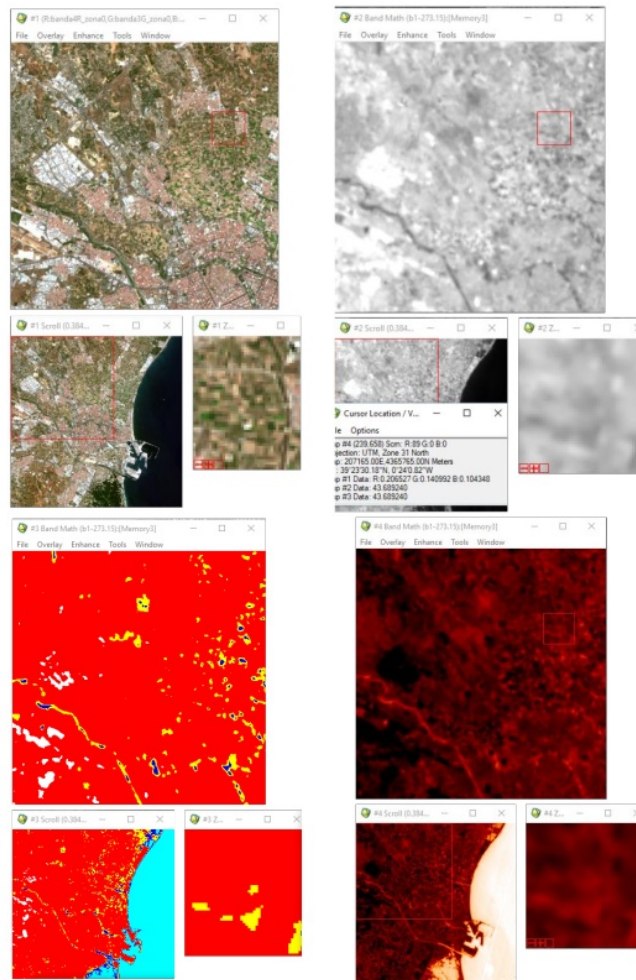 #1 (R:banda4R_zona0,G:banda3G_zona0,B:...
File Overlay Enhance Tools Window
#2 Band Math (b1-273.15):[Memory3]
File Overlay Enhance Tools Window
#1 Scroll (0.384...
#1 Z...
#2 Scroll (0.384...
#2 Z...
Cursor Location / V...
le Options
p #4 (239,658) Scrn: R:89 G:0 B:0
ojection: UTM, Zone 31 North
p: 207165.00E,4365765.00N Meters
: 39°23'30.18"N, 0°24'0.82"W
p #1 Data: R:0.206527 G:0.140992 B:0.104348
p #2 Data: 43.689240
p #3 Data: 43.689240
#3 Band Math (b1-273.15):[Memory3]
File Overlay Enhance Tools Window
#4 Band Math (b1-273.15):[Memory3]
File Overlay Enhance Tools Window
#3 Scroll (0.384...
#3 Z...
#4 Scroll (0.384...
#4 Z...